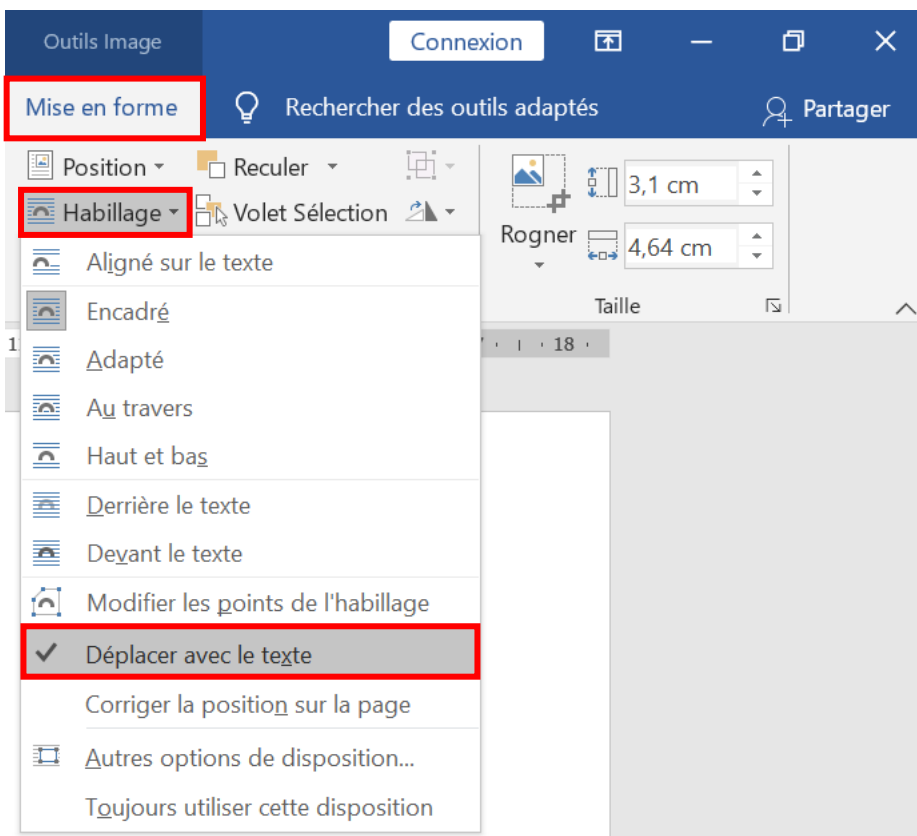 Outils Image Connexion
Mise en forme Rechercher des outils adaptés Partager
Position Reculer
Habillage Volet Sélection 3,1 cm
Rogner 4,64 cm
Aligné sur le texte
Taille
Encadré
18
Adapté
Au travers
Haut et bas
Derrière le texte
Devant le texte
Modifier les points de l'habillage
Déplacer avec le texte
Corriger la position sur la page
Autres options de disposition...
Toujours utiliser cette disposition